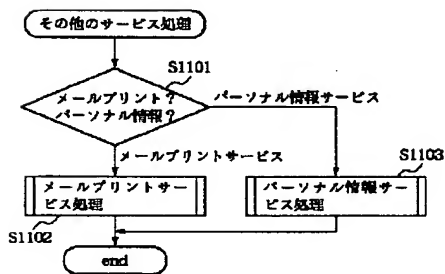 その他のサービス処理
S1101
メールプリント?
パーソナル情報?
パーソナル情報サービス
メールプリントサービス
S1103
メールプリントサー
ビス処理
パーソナル情報サービス
処理
S1102
end